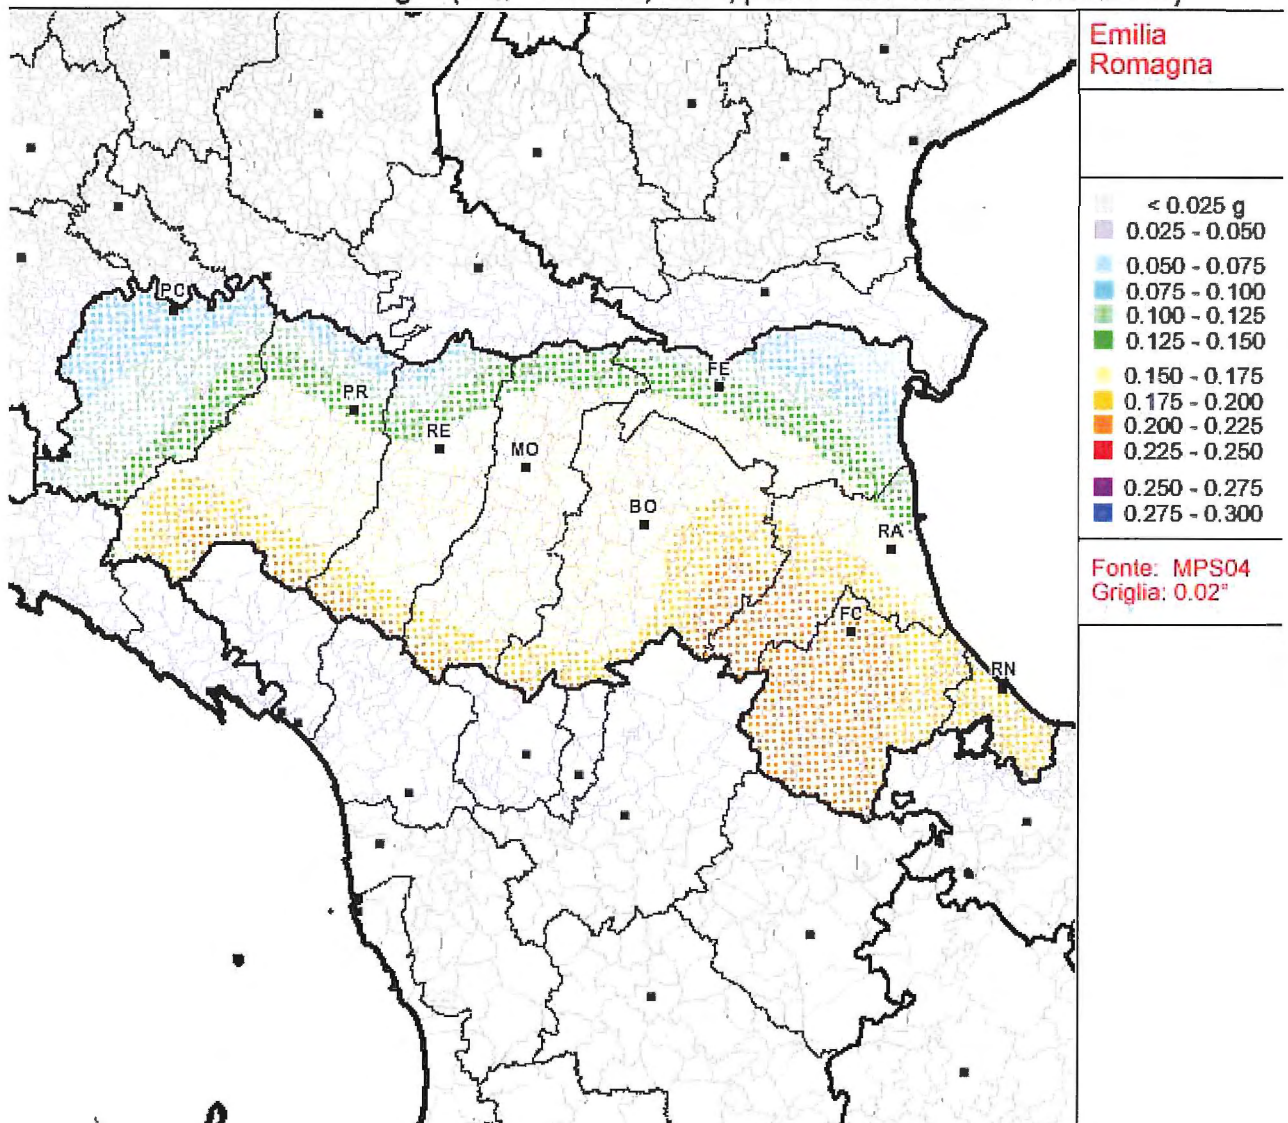 Emilia
Romagna
< 0.025 g
0.025 - 0.050
0.050 - 0.075
0.075 - 0.100
0.100 - 0.125
0.125 - 0.150
0.150 - 0.175
0.175 - 0.200
0.200 - 0.225
0.225 - 0.250
0.250 - 0.275
0.275 - 0.300
Fonte: MPS04
Griglia: 0.02°
PC
FE
PR
RE
MO
BO
RA
FC
RN